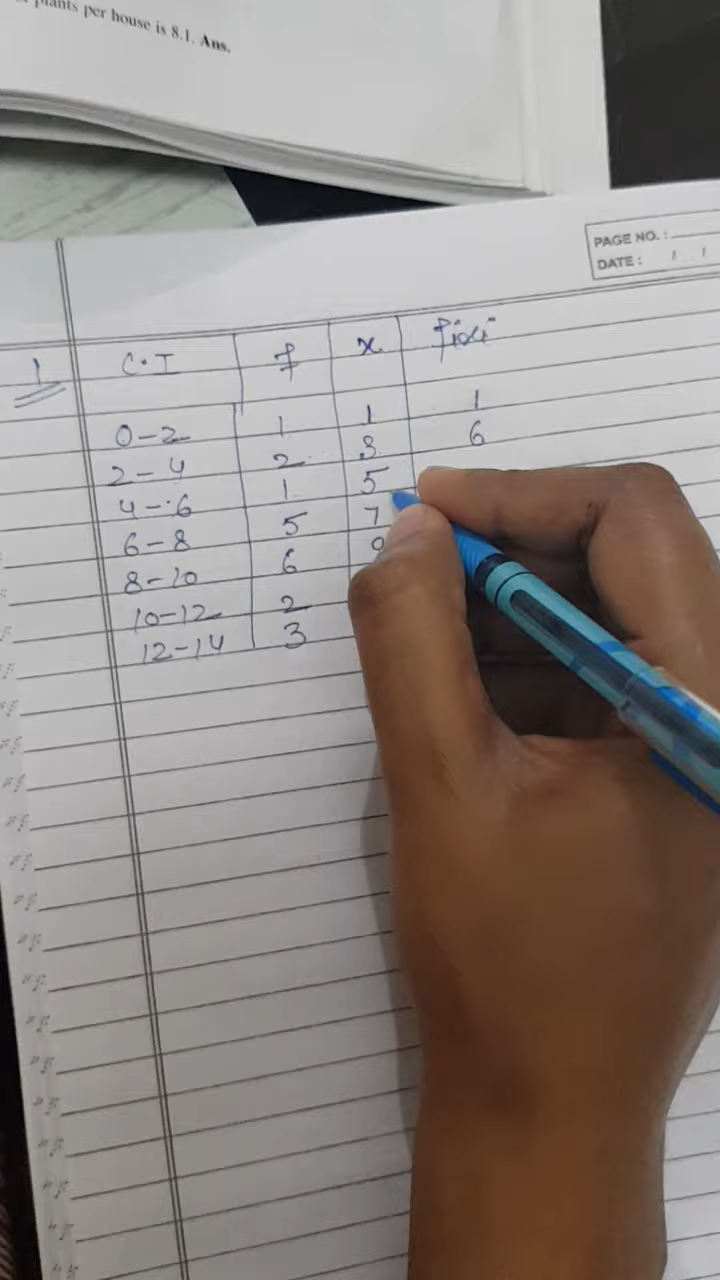 plants per house is 8.1. Ans.
PAGE NO. :
DATE : / /
1 C.I f x fixi
0-2 1 1 1
2-4 2 3 6
4-6 1 5
6-8 5 7
8-10 6 9
10-12 2
12-14 3